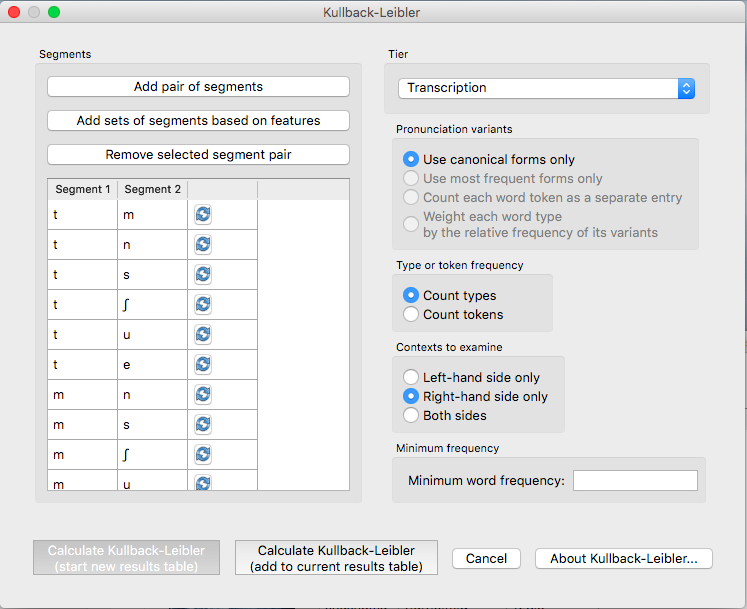 Kullback-Leibler
Segments
Add pair of segments
Add sets of segments based on features
Remove selected segment pair
Segment 1 Segment 2
t m
t n
t s
t ʃ
t u
t e
m n
m s
m ʃ
m u
Tier
Transcription
Pronunciation variants
Use canonical forms only
Use most frequent forms only
Count each word token as a separate entry
Weight each word type
by the relative frequency of its variants
Type or token frequency
Count types
Count tokens
Contexts to examine
Left-hand side only
Right-hand side only
Both sides
Minimum frequency
Minimum word frequency:
Calculate Kullback-Leibler
(start new results table)
Calculate Kullback-Leibler
(add to current results table)
Cancel
About Kullback-Leibler...